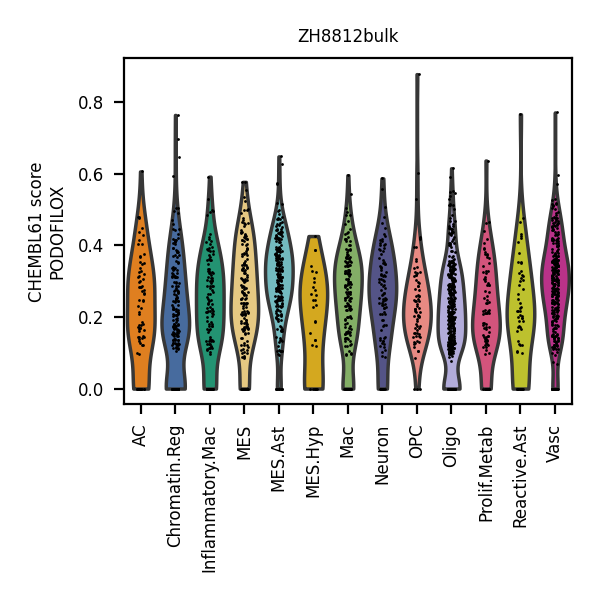 ZH8812bulk
CHEMBL61 score
PODOFILOX
0.8
0.6
0.4
0.2
0.0
AC
Chromatin.Reg
Inflammatory.Mac
MES
MES.Ast
MES.Hyp
Mac
Neuron
OPC
Oligo
Prolif.Metab
Reactive.Ast
Vasc